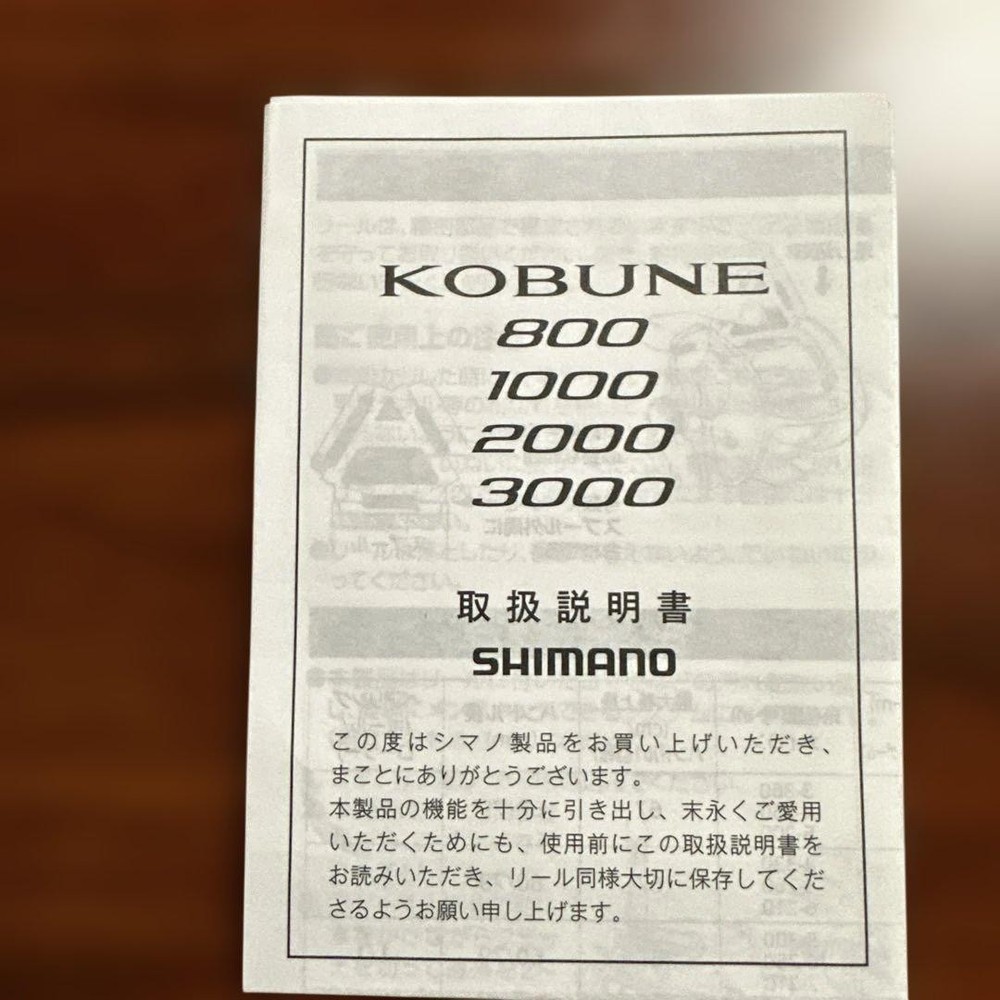 KOBUNE
800
1000
2000
3000
取扱説明書
SHIMANO
この度はシマノ製品をお買い上げいただき、
まことにありがとうございます。
本製品の機能を十分に引き出し、末永くご愛用
いただくためにも、使用前にこの取扱説明書を
お読みいただき、リール同様大切に保存してくだ
さるようお願い申し上げます。